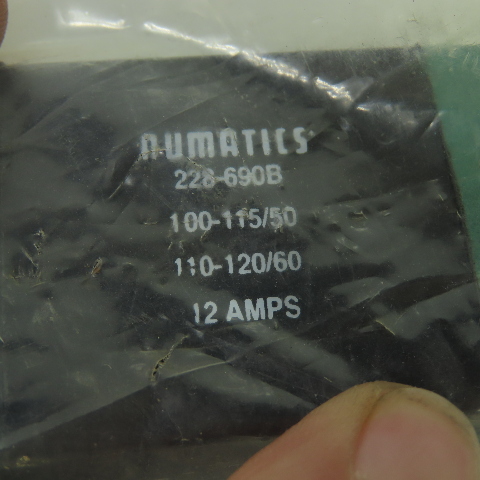 NUMATICS
228-690B
100-115/50
110-120/60
.12 AMPS